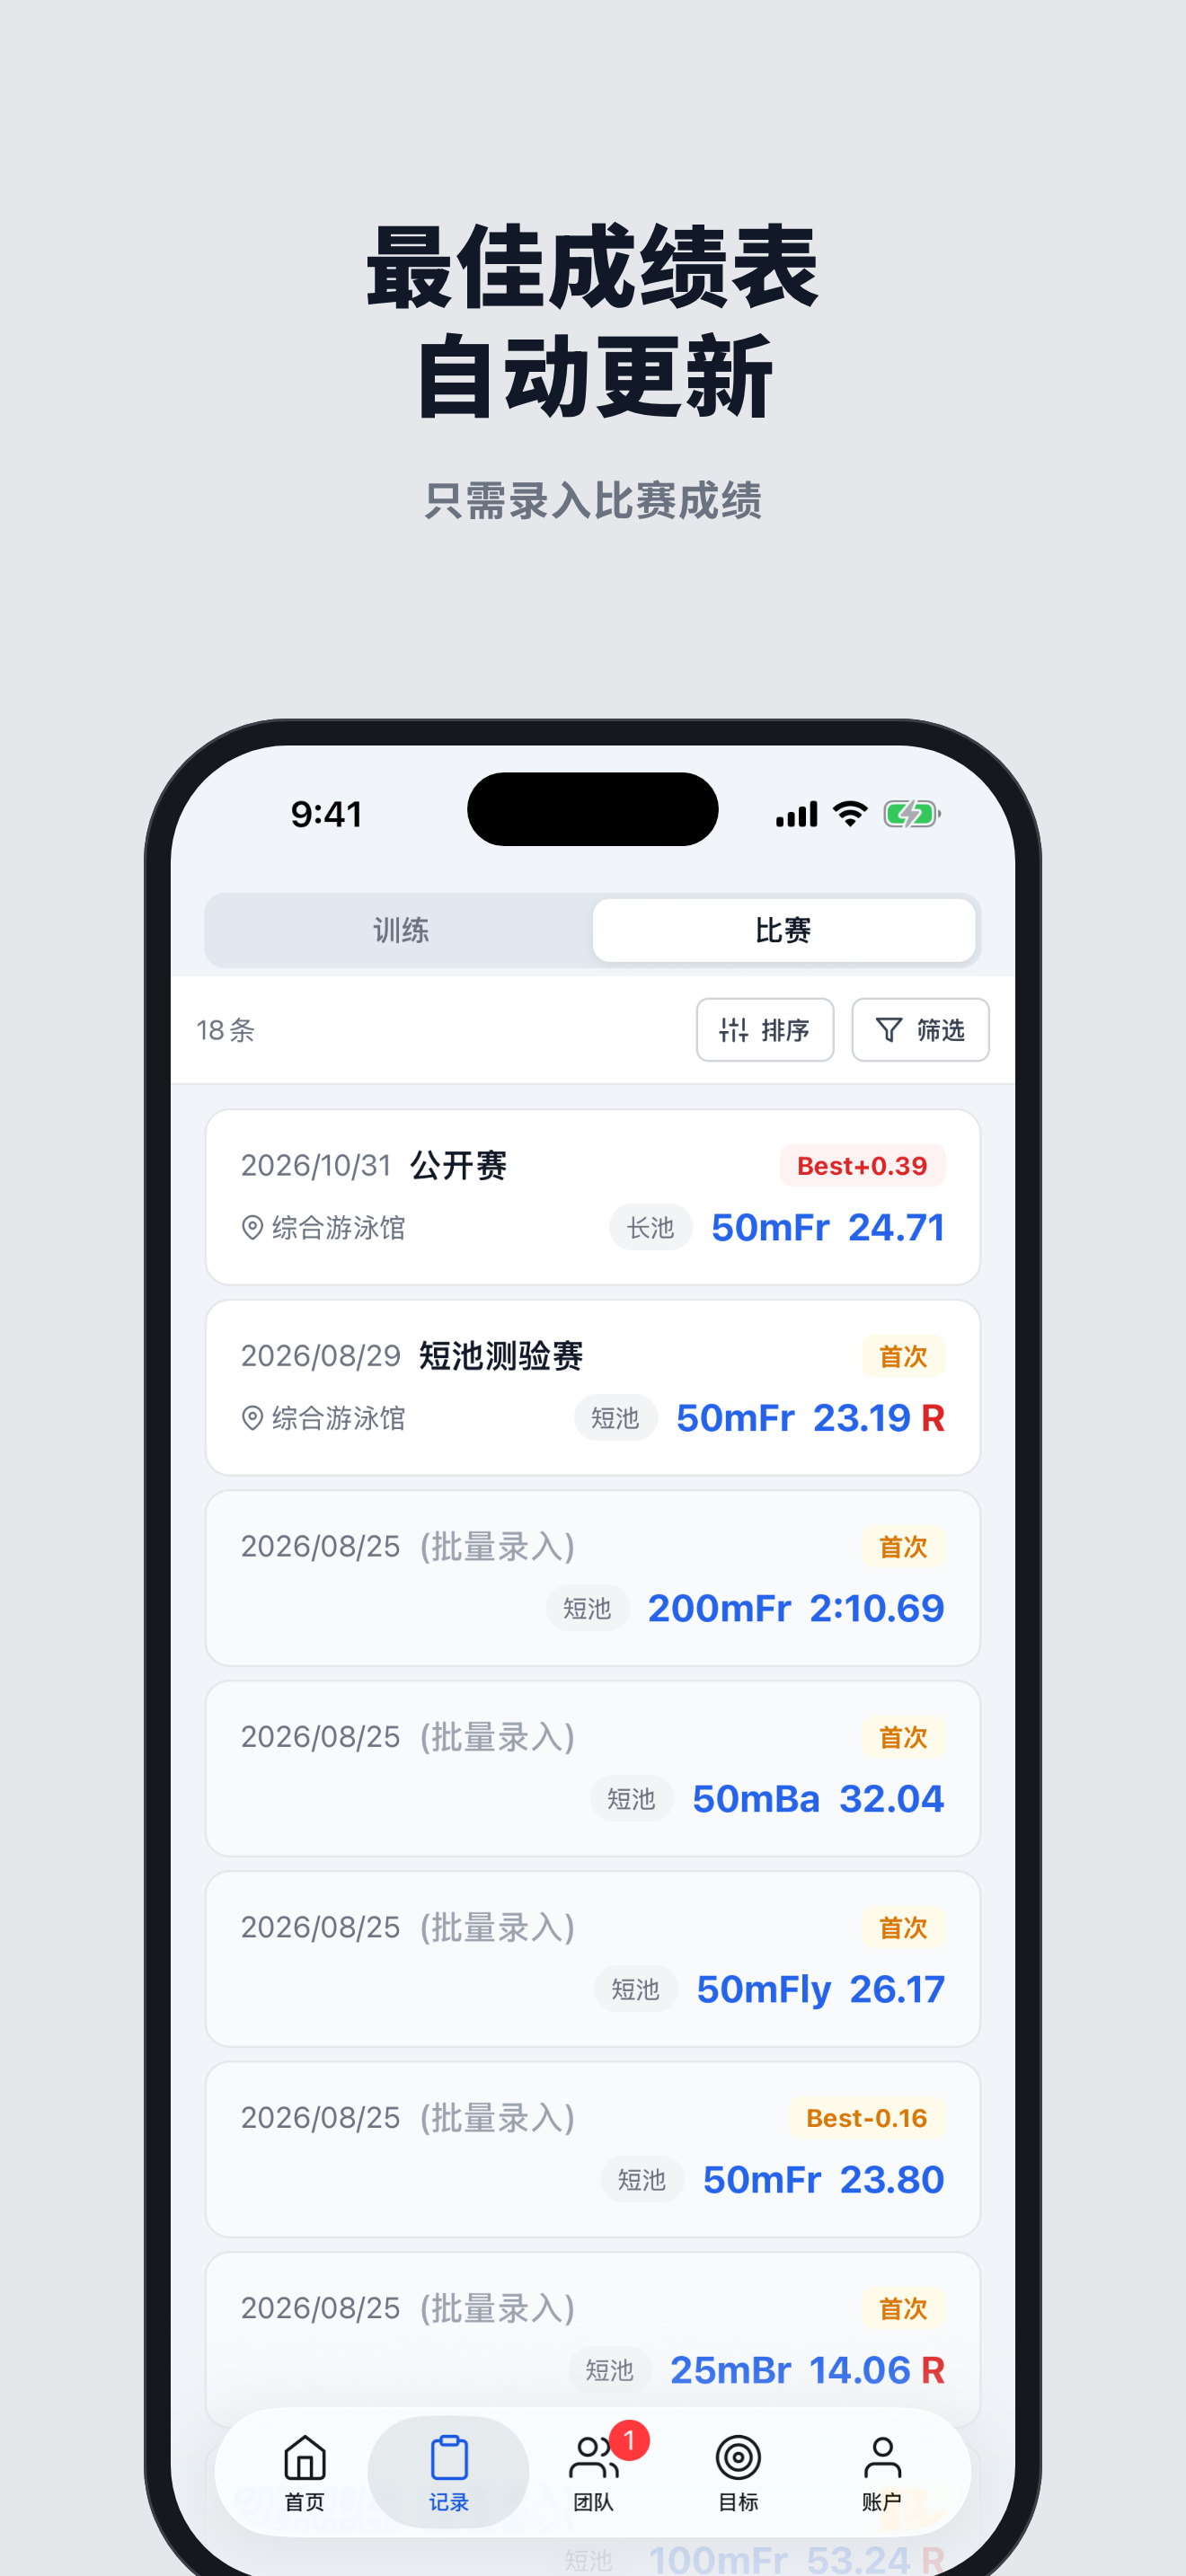 最佳成绩表
自动更新
只需录入比赛成绩
9:41
训练 比赛
18条 排序 筛选
2026/10/31 公开赛 Best+0.39
综合游泳馆 长池 50mFr 24.71
2026/08/29 短池测验赛 首次
综合游泳馆 短池 50mFr 23.19 R
2026/08/25 (批量录入) 首次
短池 200mFr 2:10.69
2026/08/25 (批量录入) 首次
短池 50mBa 32.04
2026/08/25 (批量录入) 首次
短池 50mFly 26.17
2026/08/25 (批量录入) Best-0.16
短池 50mFr 23.80
2026/08/25 (批量录入) 首次
短池 25mBr 14.06 R
1
首页 记录 团队 目标 账户
短池 100mFr 53.24 R